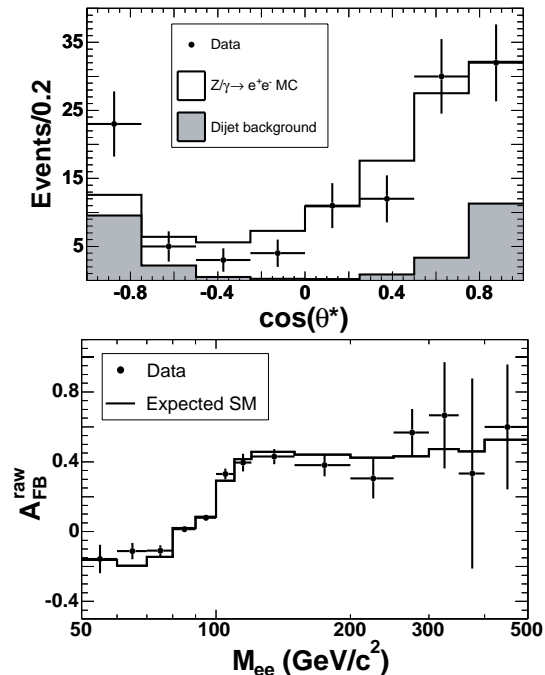 35
25
15
5
Events/0.2
Data
Z/γ→ e⁺e⁻ MC
Dijet background
-0.8 -0.4 0 0.4 0.8
cos(θ*)
0.8
0.4
0
-0.4
A_FB^raw
Data
Expected SM
50 100 200 300 500
M_ee (GeV/c²)